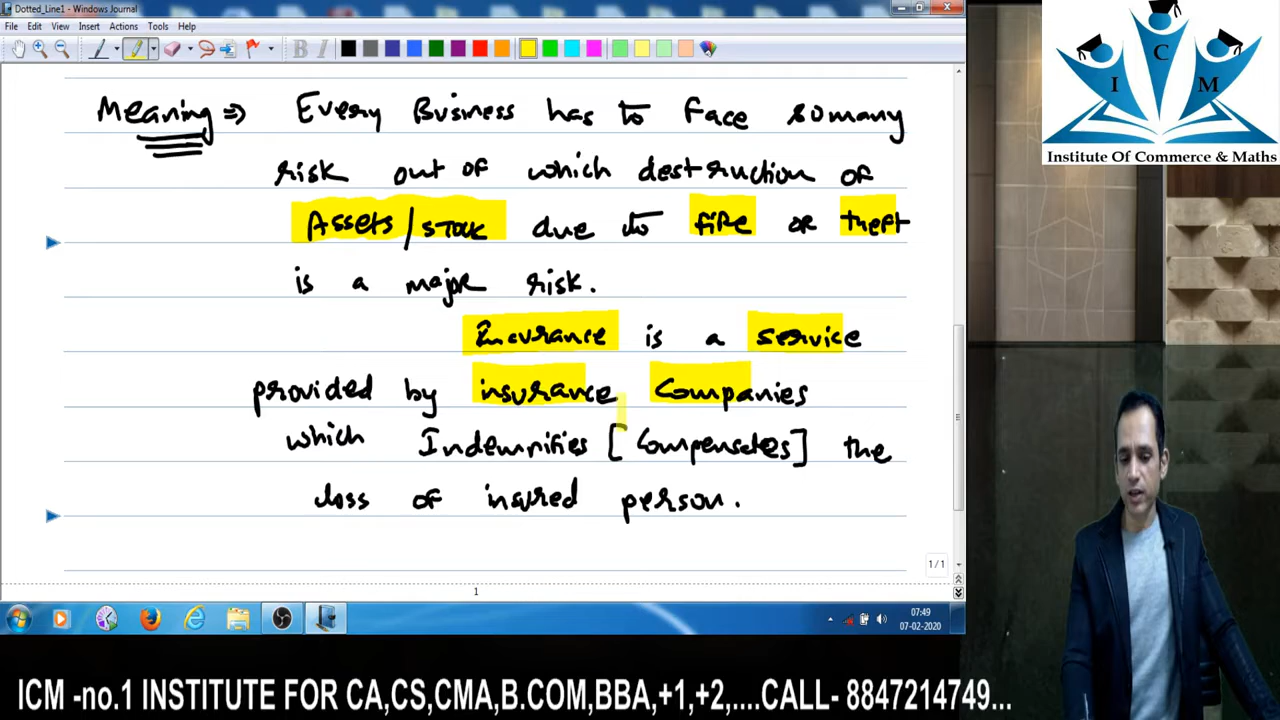 Dotted_Line1 - Windows Journal
File Edit View Insert Actions Tools Help
B I
Meaning => Every Business has to face somany
risk out of which destruction of
Assets/stock due to fire or theft
is a major risk.
Insurance is a service
provided by insurance Companies
which Indemnifies [Compensates] the
loss of insured person.
1/1
1
07:49
07-02-2020
I C M
Institute Of Commerce & Maths
ICM -no.1 INSTITUTE FOR CA,CS,CMA,B.COM,BBA,+1,+2,....CALL- 8847214749...